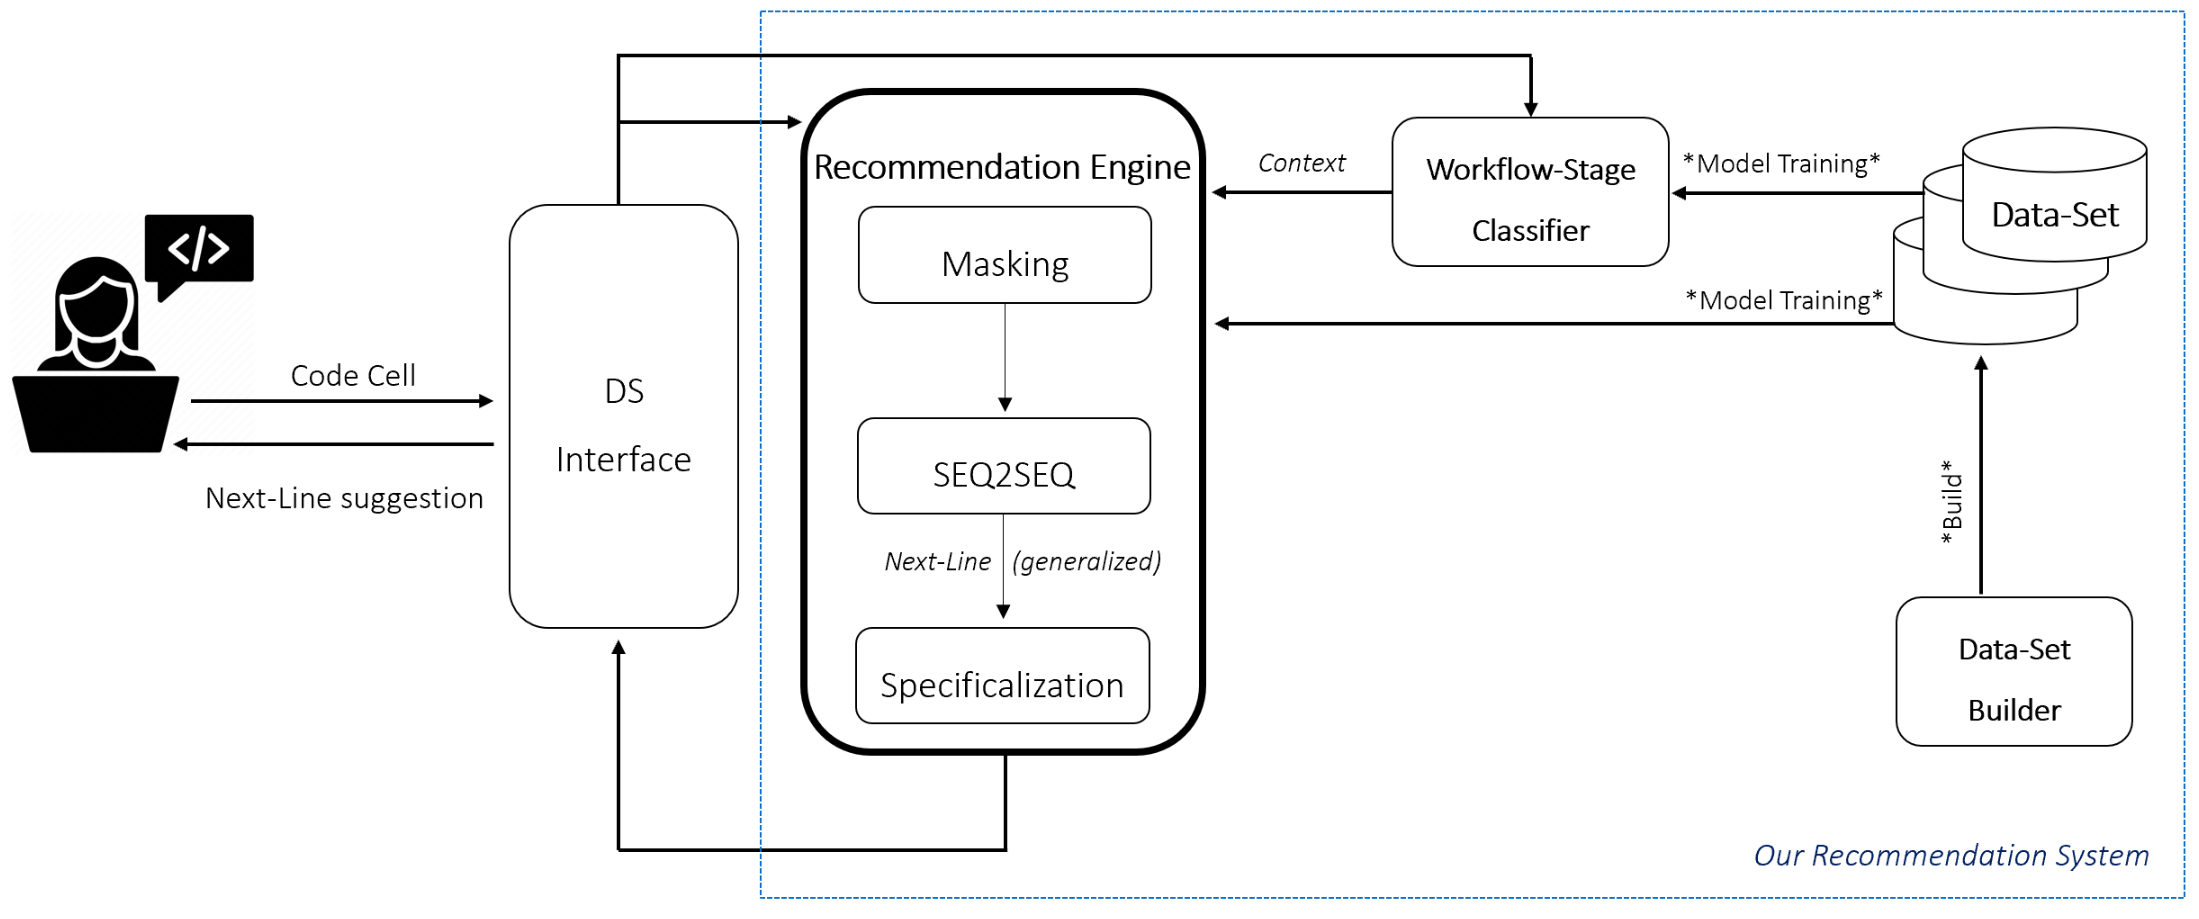 </>
Code Cell
Next-Line suggestion
DS
Interface
Recommendation Engine
Masking
SEQ2SEQ
Next-Line (generalized)
Specificalization
Context
Workflow-Stage
Classifier
*Model Training*
*Model Training*
Data-Set
*Build*
Data-Set
Builder
Our Recommendation System